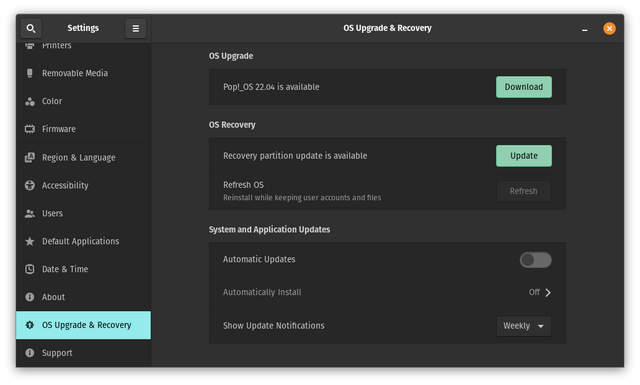 Settings
OS Upgrade & Recovery
Printers
Removable Media
Color
Firmware
Region & Language
Accessibility
Users
Default Applications
Date & Time
About
OS Upgrade & Recovery
Support
OS Upgrade
Pop!_OS 22.04 is available
Download
OS Recovery
Recovery partition update is available
Update
Refresh OS
Reinstall while keeping user accounts and files
Refresh
System and Application Updates
Automatic Updates
Automatically Install
Off
Show Update Notifications
Weekly